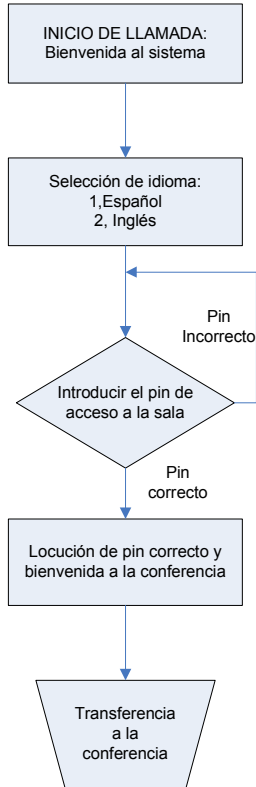 INICIO DE LLAMADA:
Bienvenida al sistema
Selección de idioma:
1,Español
2, Inglés
Pin
Incorrecto
Introducir el pin de
acceso a la sala
Pin
correcto
Locución de pin correcto y
bienvenida a la conferencia
Transferencia
a la
conferencia